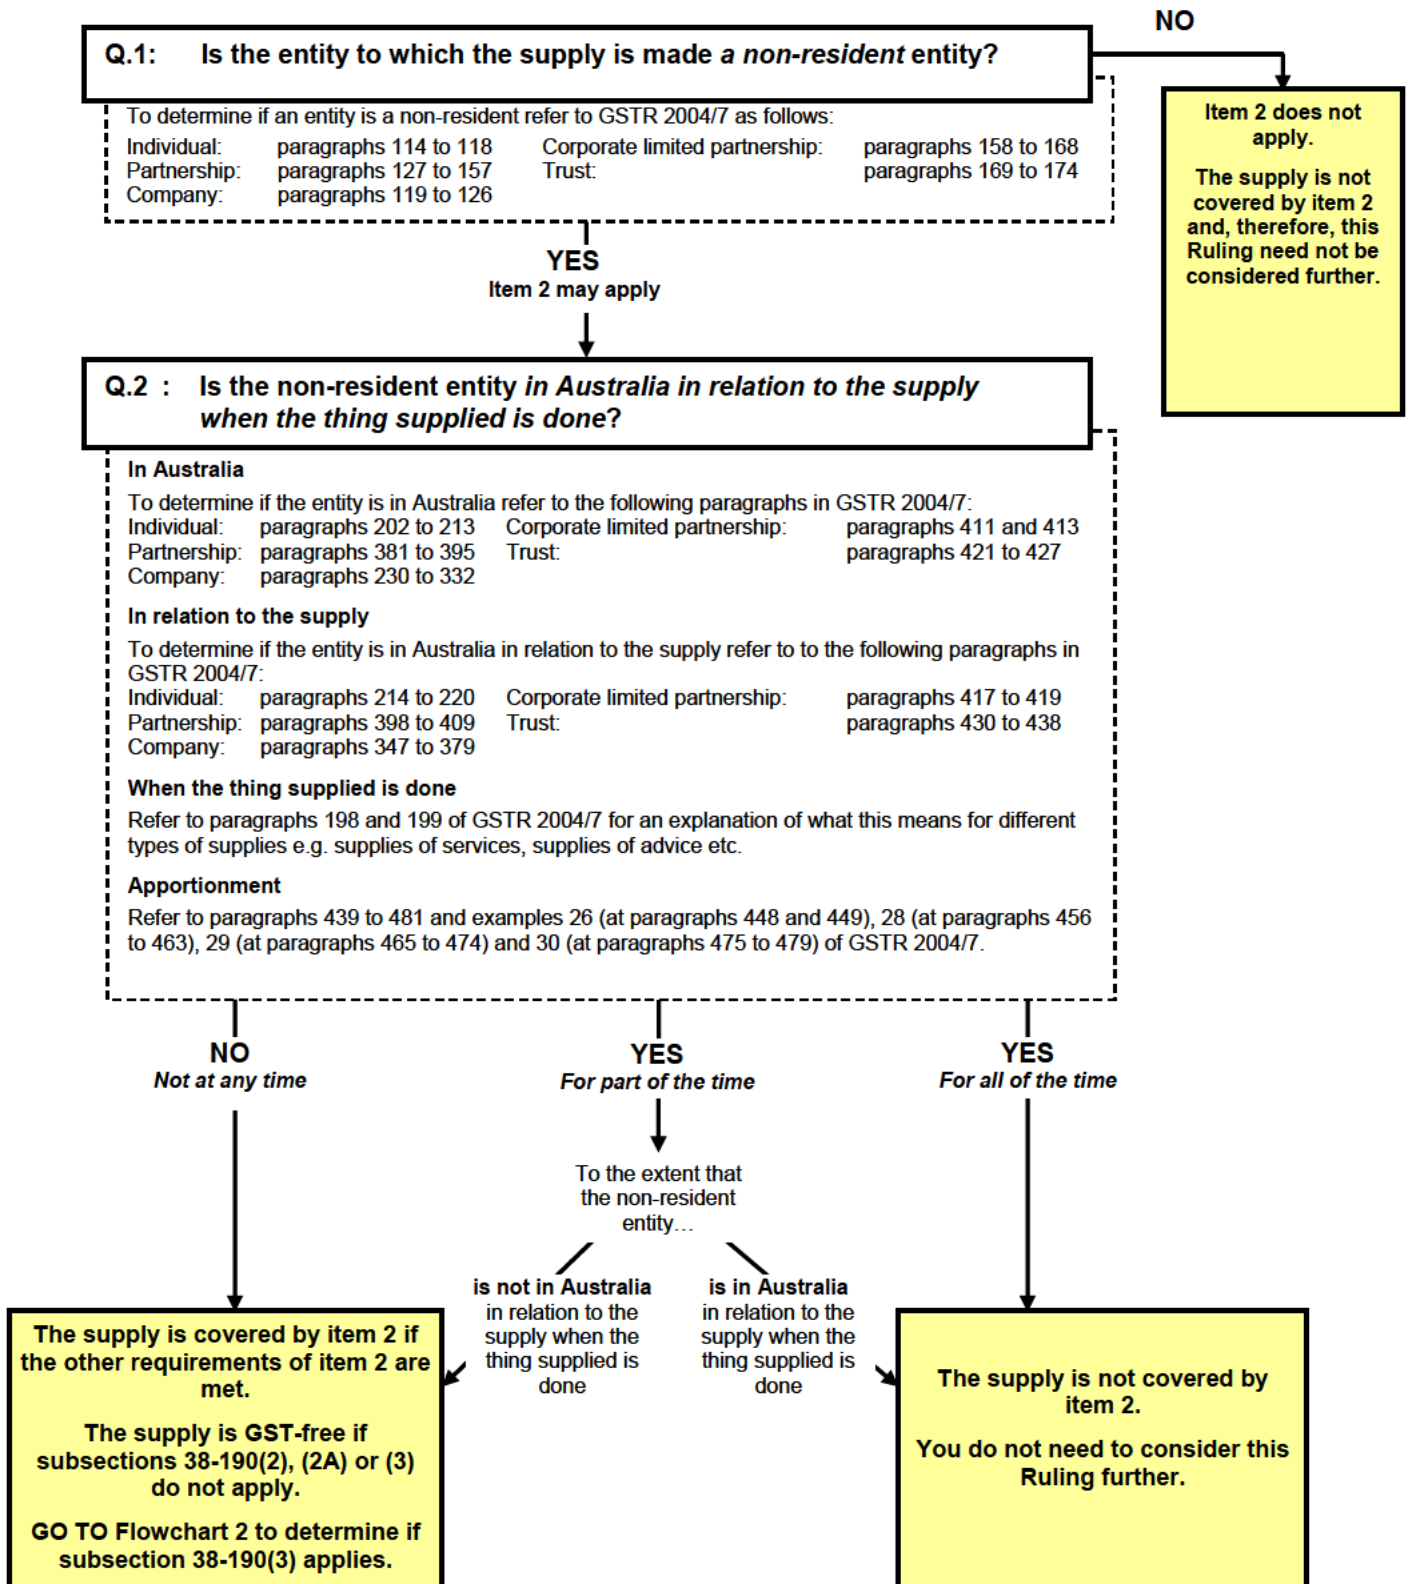 NO
Q.1: Is the entity to which the supply is made a non-resident entity?
To determine if an entity is a non-resident refer to GSTR 2004/7 as follows:
Individual: paragraphs 114 to 118 Corporate limited partnership: paragraphs 158 to 168
Partnership: paragraphs 127 to 157 Trust: paragraphs 169 to 174
Company: paragraphs 119 to 126
Item 2 does not
apply.
The supply is not
covered by item 2
and, therefore, this
Ruling need not be
considered further.
YES
Item 2 may apply
Q.2 : Is the non-resident entity in Australia in relation to the supply
when the thing supplied is done?
In Australia
To determine if the entity is in Australia refer to the following paragraphs in GSTR 2004/7:
Individual: paragraphs 202 to 213 Corporate limited partnership: paragraphs 411 and 413
Partnership: paragraphs 381 to 395 Trust: paragraphs 421 to 427
Company: paragraphs 230 to 332
In relation to the supply
To determine if the entity is in Australia in relation to the supply refer to to the following paragraphs in
GSTR 2004/7:
Individual: paragraphs 214 to 220 Corporate limited partnership: paragraphs 417 to 419
Partnership: paragraphs 398 to 409 Trust: paragraphs 430 to 438
Company: paragraphs 347 to 379
When the thing supplied is done
Refer to paragraphs 198 and 199 of GSTR 2004/7 for an explanation of what this means for different
types of supplies e.g. supplies of services, supplies of advice etc.
Apportionment
Refer to paragraphs 439 to 481 and examples 26 (at paragraphs 448 and 449), 28 (at paragraphs 456
to 463), 29 (at paragraphs 465 to 474) and 30 (at paragraphs 475 to 479) of GSTR 2004/7.
NO
Not at any time
YES
For part of the time
YES
For all of the time
To the extent that
the non-resident
entity…
is not in Australia
in relation to the
supply when the
thing supplied is
done
is in Australia
in relation to the
supply when the
thing supplied is
done
The supply is covered by item 2 if
the other requirements of item 2 are
met.
The supply is GST-free if
subsections 38-190(2), (2A) or (3)
do not apply.
GO TO Flowchart 2 to determine if
subsection 38-190(3) applies.
The supply is not covered by
item 2.
You do not need to consider this
Ruling further.